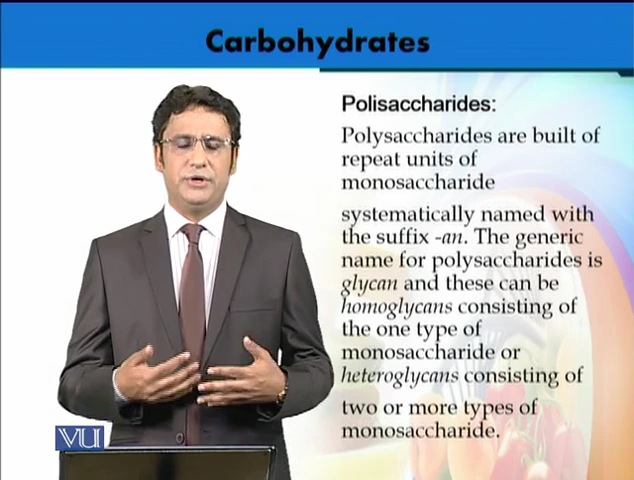 Carbohydrates
Polisaccharides:
Polysaccharides are built of
repeat units of
monosaccharide
systematically named with
the suffix -an. The generic
name for polysaccharides is
glycan and these can be
homoglycans consisting of
the one type of
monosaccharide or
heteroglycans consisting of
two or more types of
monosaccharide.
VU